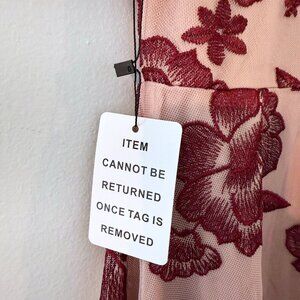 ITEM
CANNOT BE
RETURNED
ONCE TAG IS
REMOVED